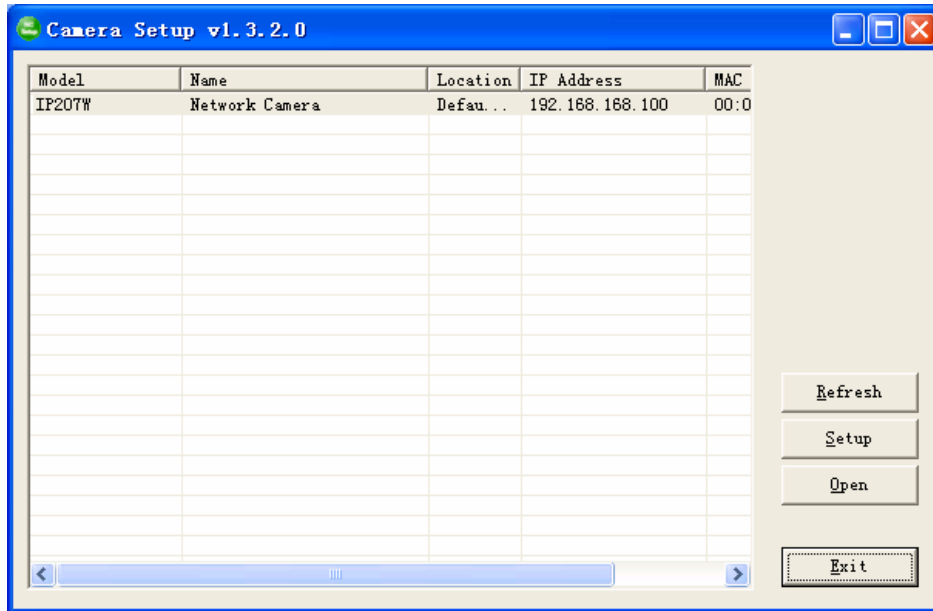 Camera Setup v1.3.2.0
Model Name Location IP Address MAC
IP207W Network Camera Defau... 192.168.168.100 00:0
Refresh
Setup
Open
Exit